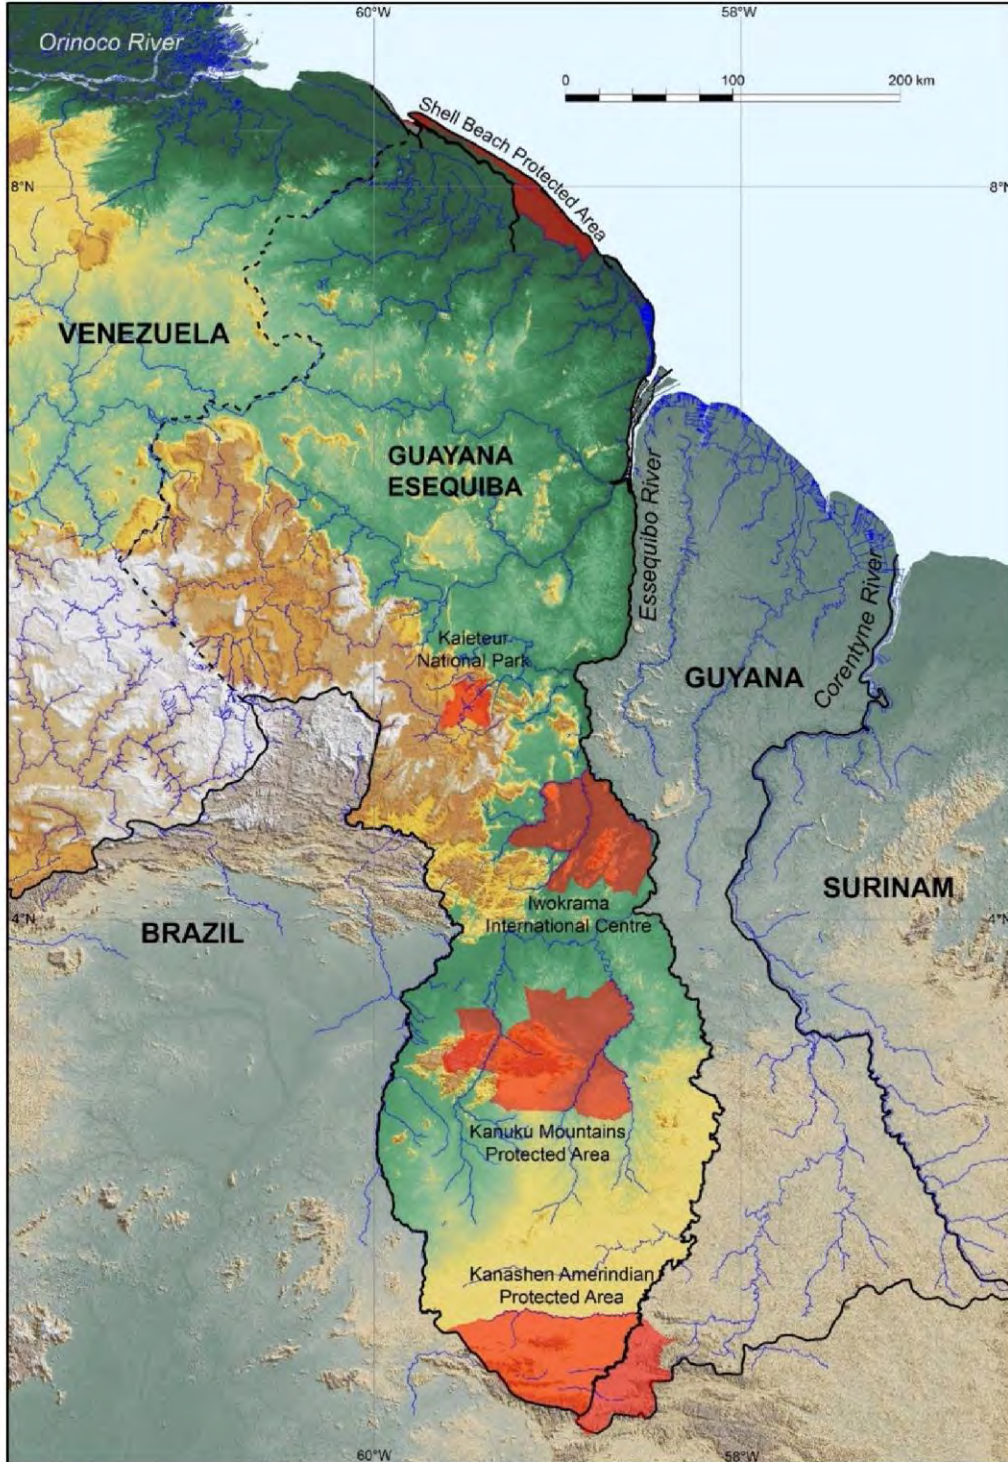 60°W
58°W
Orinoco River
0 100 200 km
Shell Beach Protected Area
8°N
8°N
VENEZUELA
GUAYANA
ESEQUIBA
Essequibo River
Corentyne River
Kaieteur
National Park
GUYANA
Iwokrama
International Centre
SURINAM
4°N
4°N
BRAZIL
Kanuku Mountains
Protected Area
Kanashen Amerindian
Protected Area
60°W
58°W